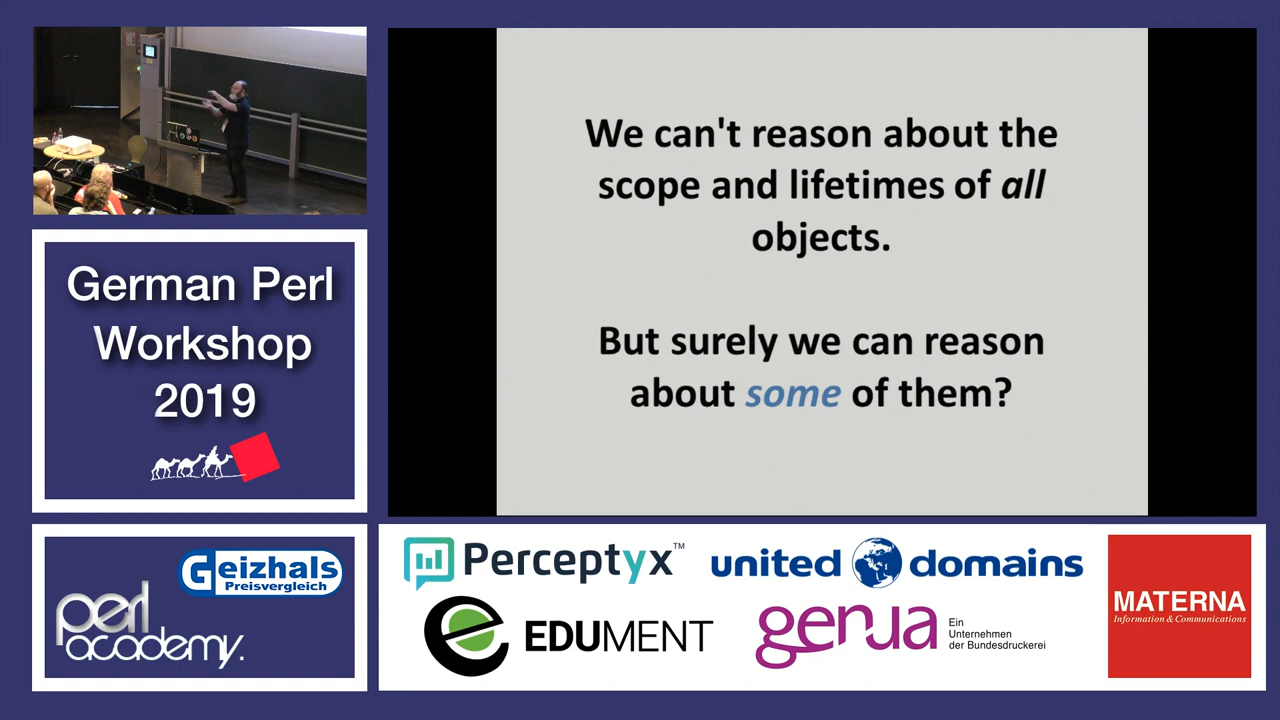 We can't reason about the
scope and lifetimes of all
objects.
But surely we can reason
about some of them?
German Perl
Workshop
2019
Geizhals
Preisvergleich
perl
academy.
Perceptyx™
united domains
EDUMENT
genua
Ein
Unternehmen
der Bundesdruckerei
MATERNA
Information & Communications